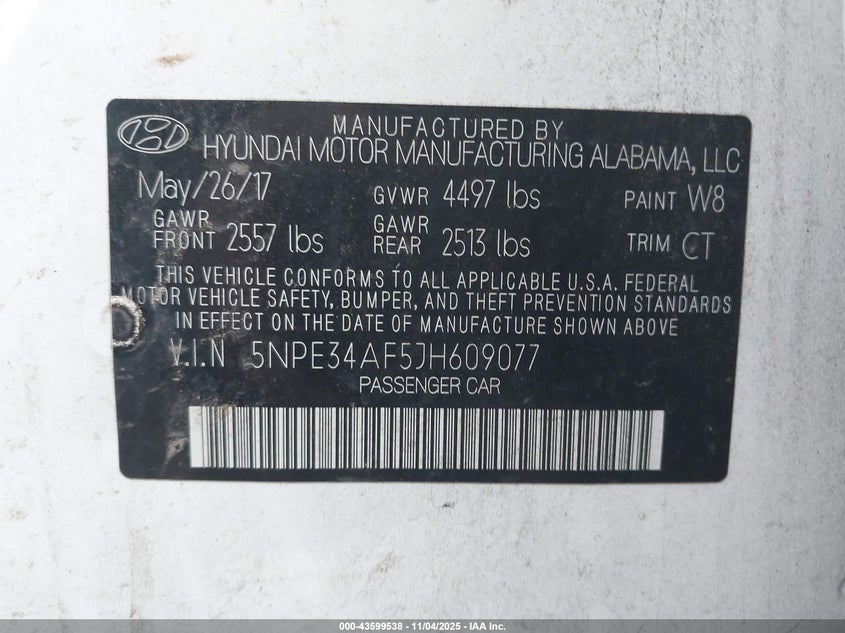 MANUFACTURED BY
HYUNDAI MOTOR MANUFACTURING ALABAMA, LLC
May/26/17 GVWR 4497 lbs PAINT W8
GAWR FRONT 2557 lbs GAWR REAR 2513 lbs TRIM CT
THIS VEHICLE CONFORMS TO ALL APPLICABLE U.S.A. FEDERAL
MOTOR VEHICLE SAFETY, BUMPER, AND THEFT PREVENTION STANDARDS
IN EFFECT ON THE DATE OF MANUFACTURE SHOWN ABOVE.
V.I.N 5NPE34AF5JH609077
PASSENGER CAR
000-43599538 - 11/04/2025 - IAA Inc.